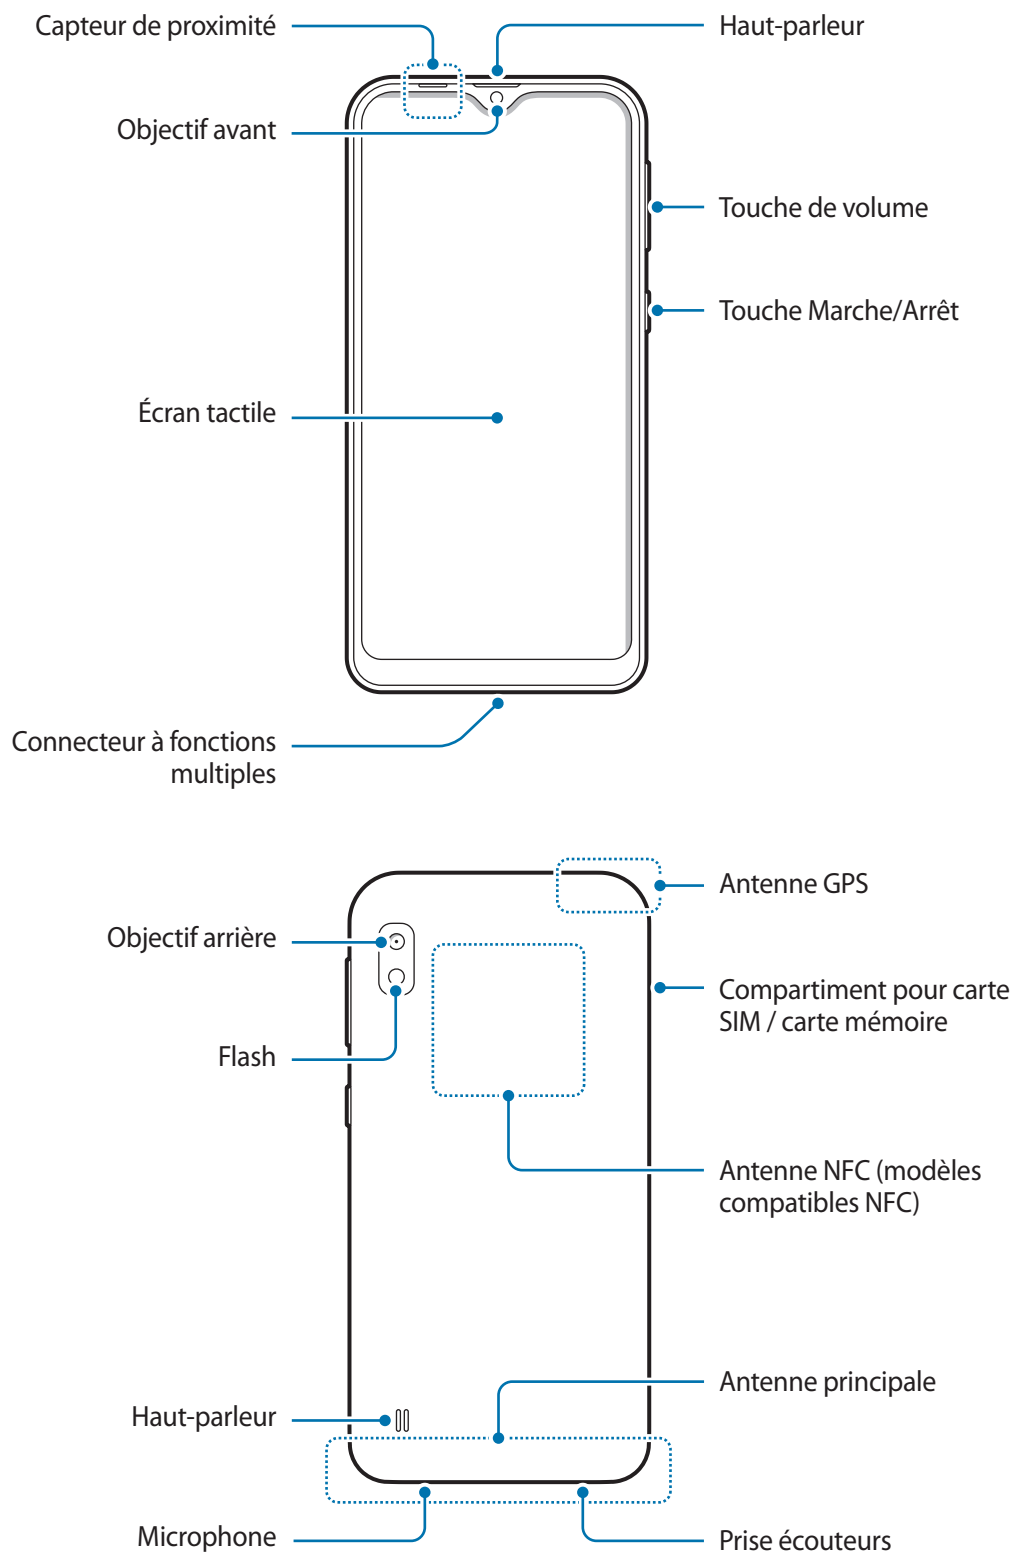 Capteur de proximité
Haut-parleur
Objectif avant
Touche de volume
Touche Marche/Arrêt
Écran tactile
Connecteur à fonctions
multiples
Antenne GPS
Objectif arrière
Compartiment pour carte
SIM / carte mémoire
Flash
Antenne NFC (modèles
compatibles NFC)
Antenne principale
Haut-parleur
Microphone
Prise écouteurs